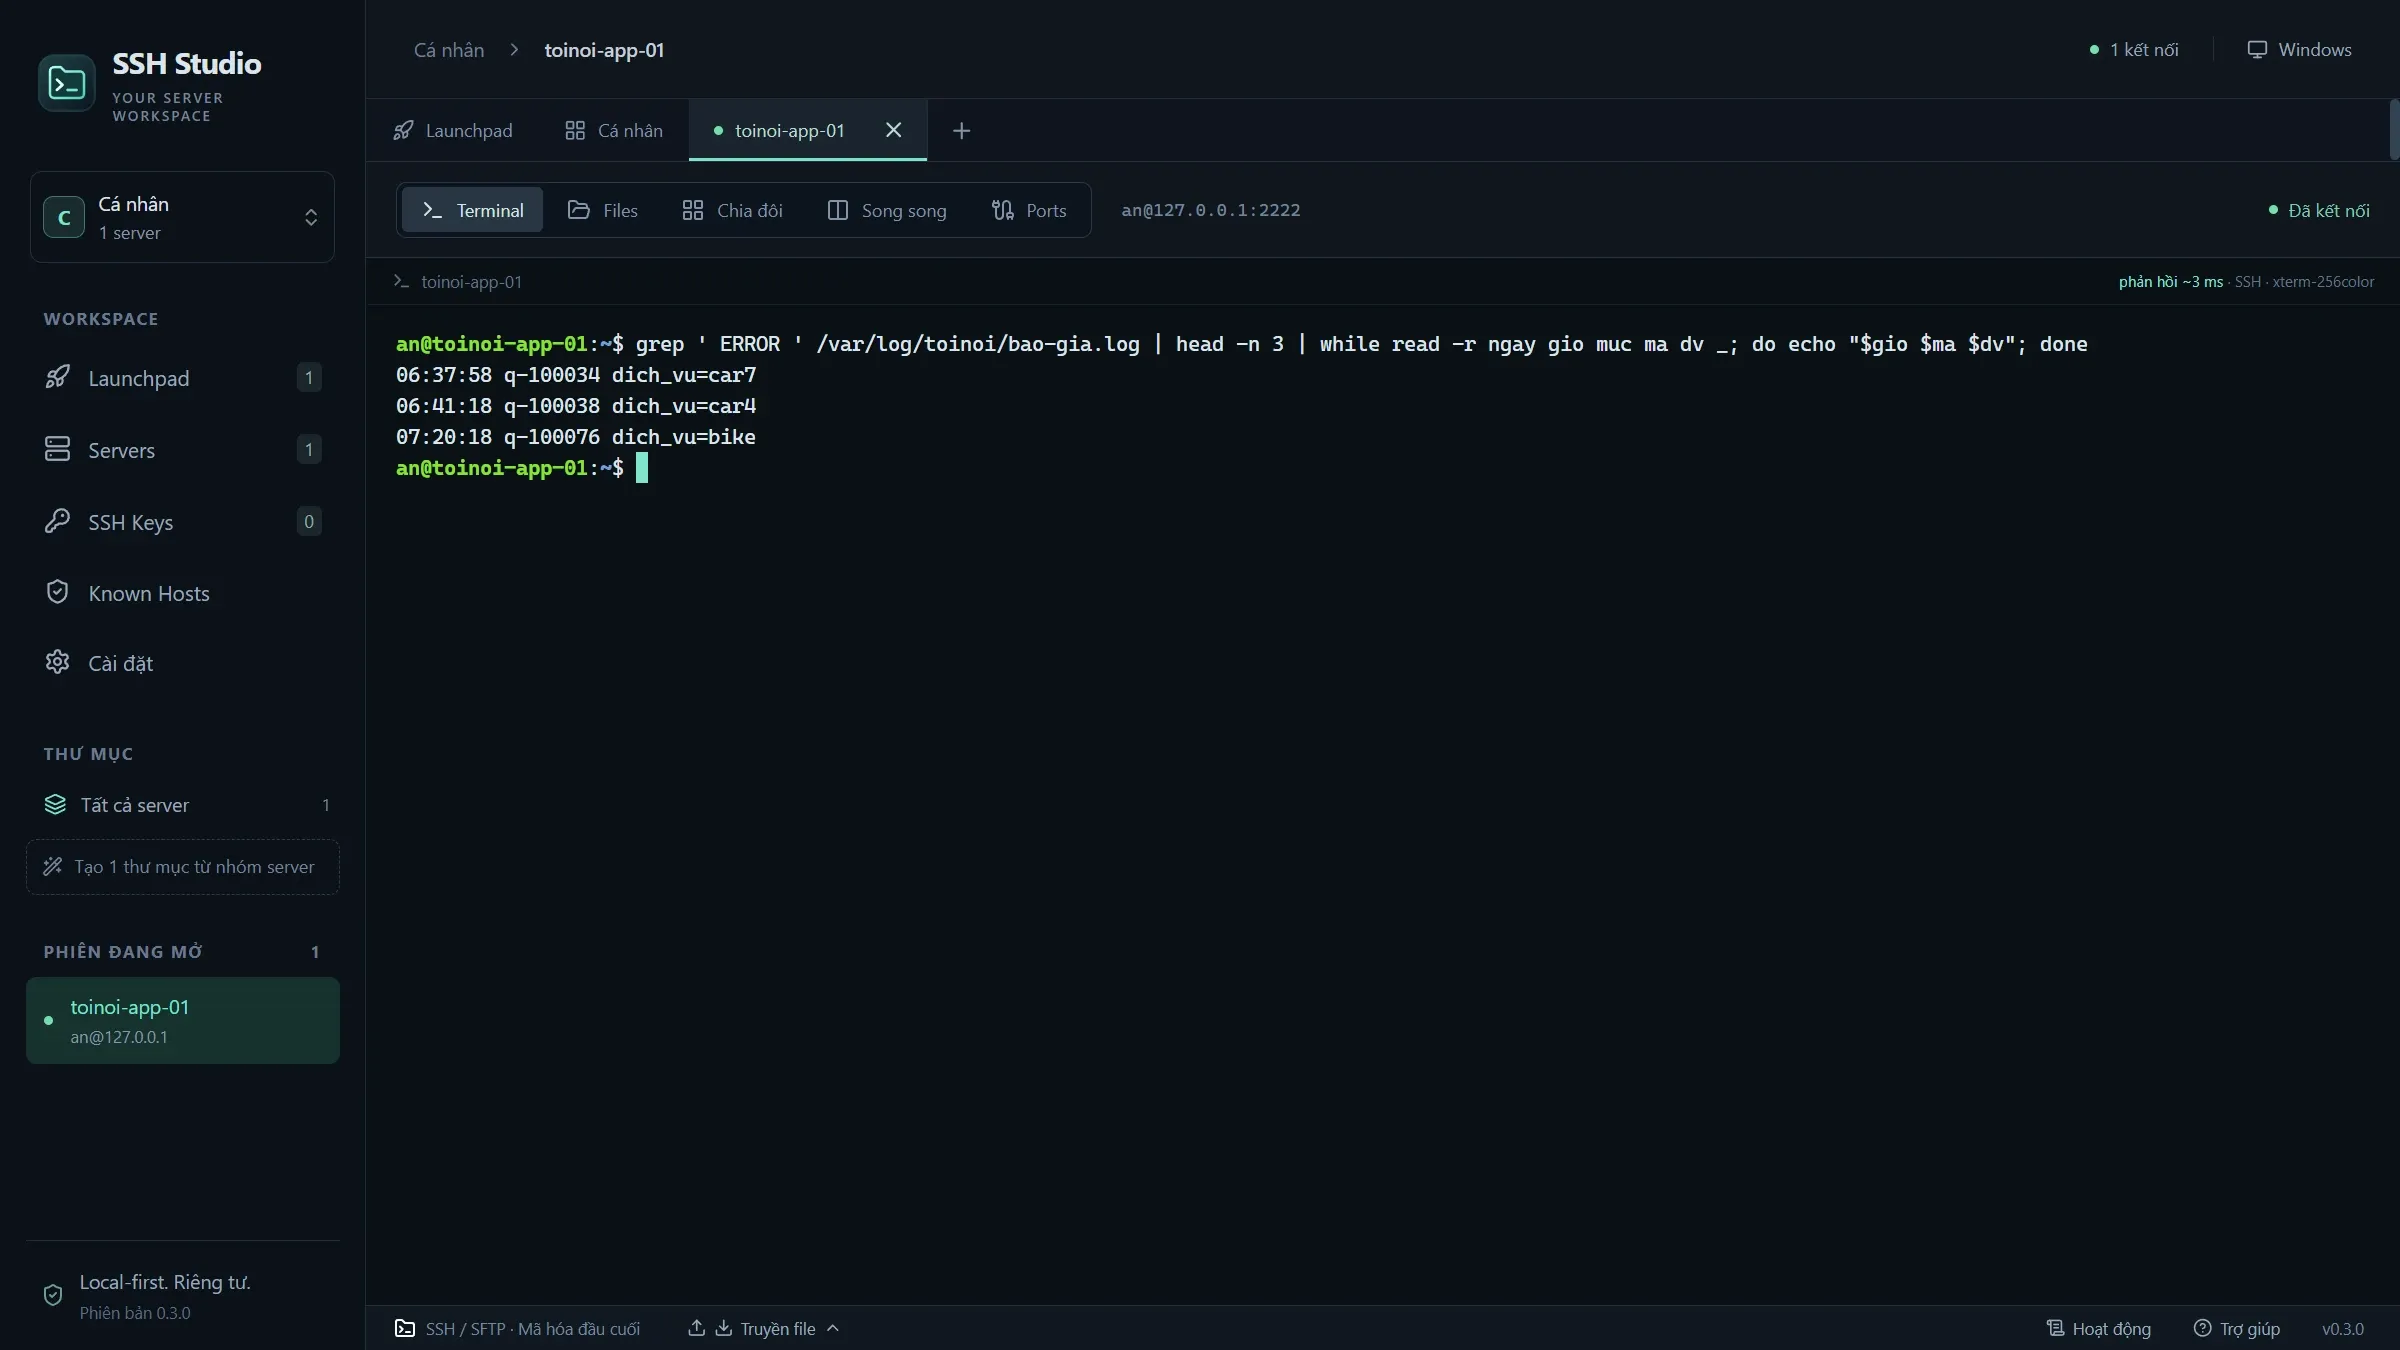 SSH Studio
YOUR SERVER
WORKSPACE
C
Cá nhân
1 server
WORKSPACE
Launchpad 1
Servers 1
SSH Keys 0
Known Hosts
Cài đặt
THƯ MỤC
Tất cả server 1
Tạo 1 thư mục từ nhóm server
PHIÊN ĐANG MỞ 1
toinoi-app-01
an@127.0.0.1
Local-first. Riêng tư.
Phiên bản 0.3.0
Cá nhân > toinoi-app-01
1 kết nối
Windows
Launchpad
Cá nhân
toinoi-app-01
Terminal
Files
Chia đôi
Song song
Ports
an@127.0.0.1:2222
Đã kết nối
toinoi-app-01
phản hồi ~3 ms · SSH · xterm-256color
an@toinoi-app-01:~$ grep ' ERROR ' /var/log/toinoi/bao-gia.log | head -n 3 | while read -r ngay gio muc ma dv _; do echo "$gio $ma $dv"; done
06:37:58 q-100034 dich_vu=car7
06:41:18 q-100038 dich_vu=car4
07:20:18 q-100076 dich_vu=bike
an@toinoi-app-01:~$
SSH / SFTP · Mã hóa đầu cuối
Truyền file
Hoạt động
Trợ giúp
v0.3.0